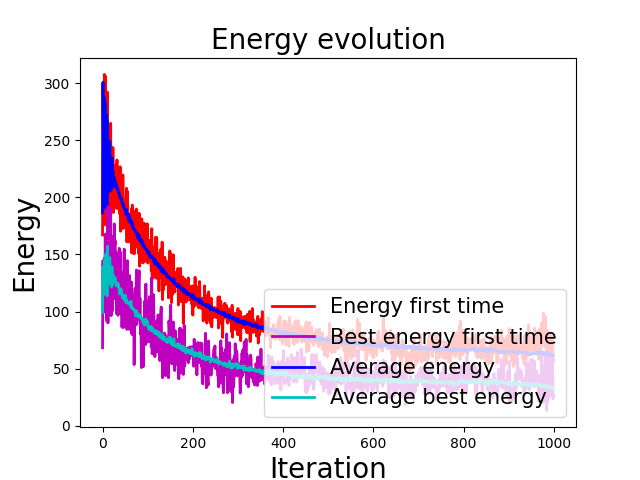 Energy evolution
Energy
300
250
200
150
100
50
0
Energy first time
Best energy first time
Average energy
Average best energy
0 200 400 600 800 1000
Iteration